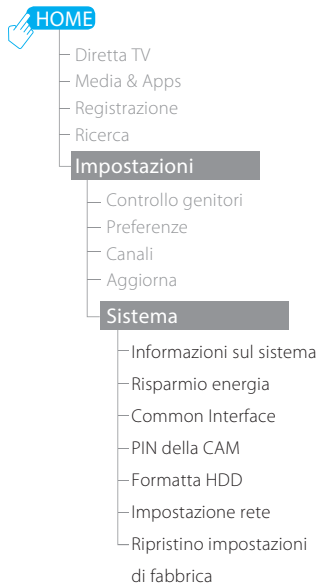 HOME
Diretta TV
Media & Apps
Registrazione
Ricerca
Impostazioni
Controllo genitori
Preferenze
Canali
Aggiorna
Sistema
Informazioni sul sistema
Risparmio energia
Common Interface
PIN della CAM
Formatta HDD
Impostazione rete
Ripristino impostazioni
di fabbrica